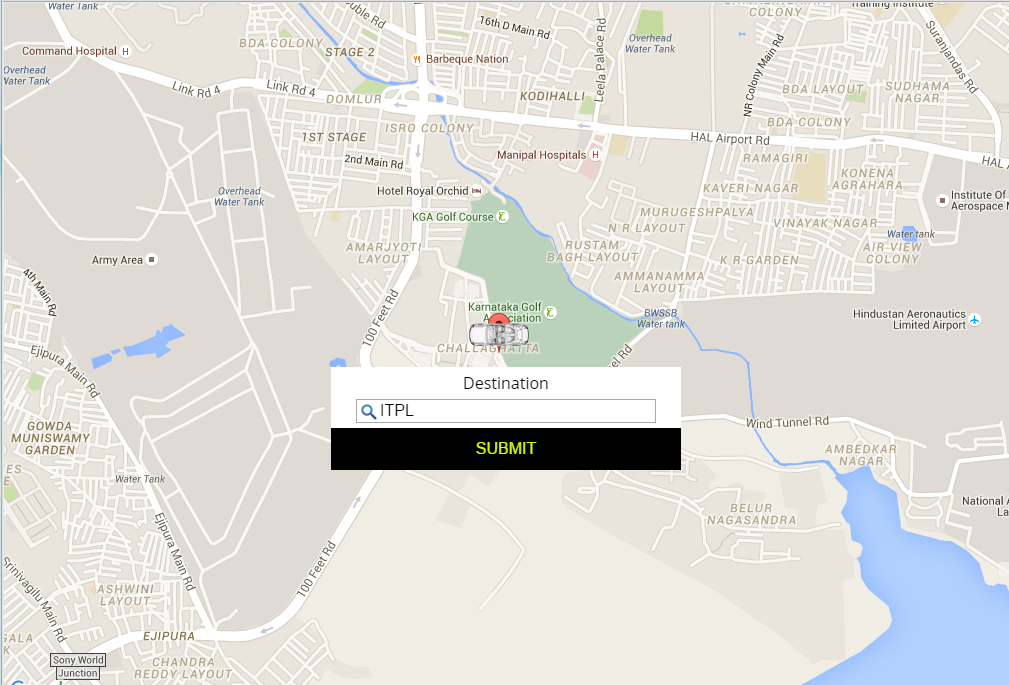 Water Tank
Double Rd
16th D Main Rd
Training Institute
Command Hospital H
BDA COLONY
STAGE 2
Barbeque Nation
Leela Palace Rd
Overhead
Water Tank
NR Colony Main Rd
Suranjandas Rd
Overhead
Water Tank
Link Rd 4
Link Rd 4
DOMLUR
KODIHALLI
BDA LAYOUT
SUDHAMA
NAGAR
1ST STAGE
ISRO COLONY
BDA COLONY
HAL Airport Rd
2nd Main Rd
Manipal Hospitals H
RAMAGIRI
HAL
Overhead
Water Tank
Hotel Royal Orchid
KAVERI NAGAR
KONENA
AGRAHARA
Institute Of
Aerospace
KGA Golf Course
MURUGESHPALYA
N R LAYOUT
VINAYAK NAGAR
Water tank
Army Area
AMARJYOTI
LAYOUT
RUSTAM
BAGH LAYOUT
K R GARDEN
AIR VIEW
COLONY
4th Main Rd
AMMANAMMA
LAYOUT
100 Feet Rd
Karnataka Golf
Association
BWSSB
Water tank
Hindustan Aeronautics
Limited Airport
Ejipura Main Rd
CHALLAGHATTA
Destination
ITPL
SUBMIT
GOWDA
MUNISWAMY
GARDEN
Wind Tunnel Rd
AMBEDKAR
NAGAR
Water Tank
National
BELUR
NAGASANDRA
Ejipura Main Rd
100 Feet Rd
Srinivagilu Main Rd
ASHWINI
LAYOUT
EJIPURA
Sony World
Junction
CHANDRA
REDDY LAYOUT